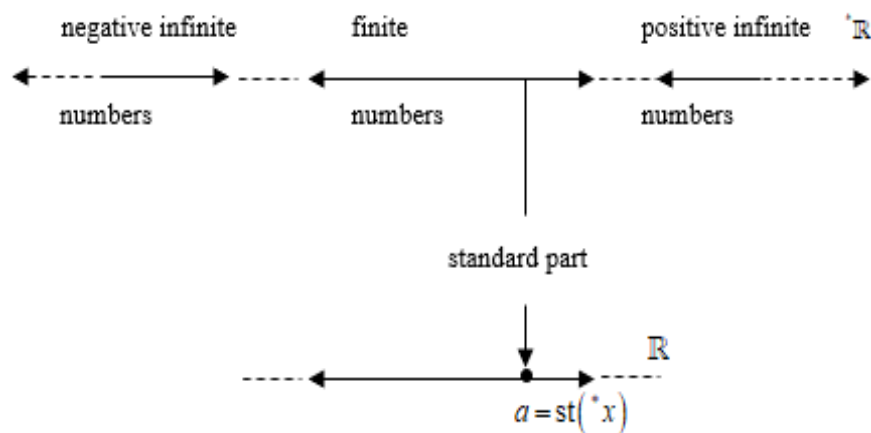 negative infinite finite positive infinite *ℝ
numbers numbers numbers
standard part
ℝ
a = st(*x)